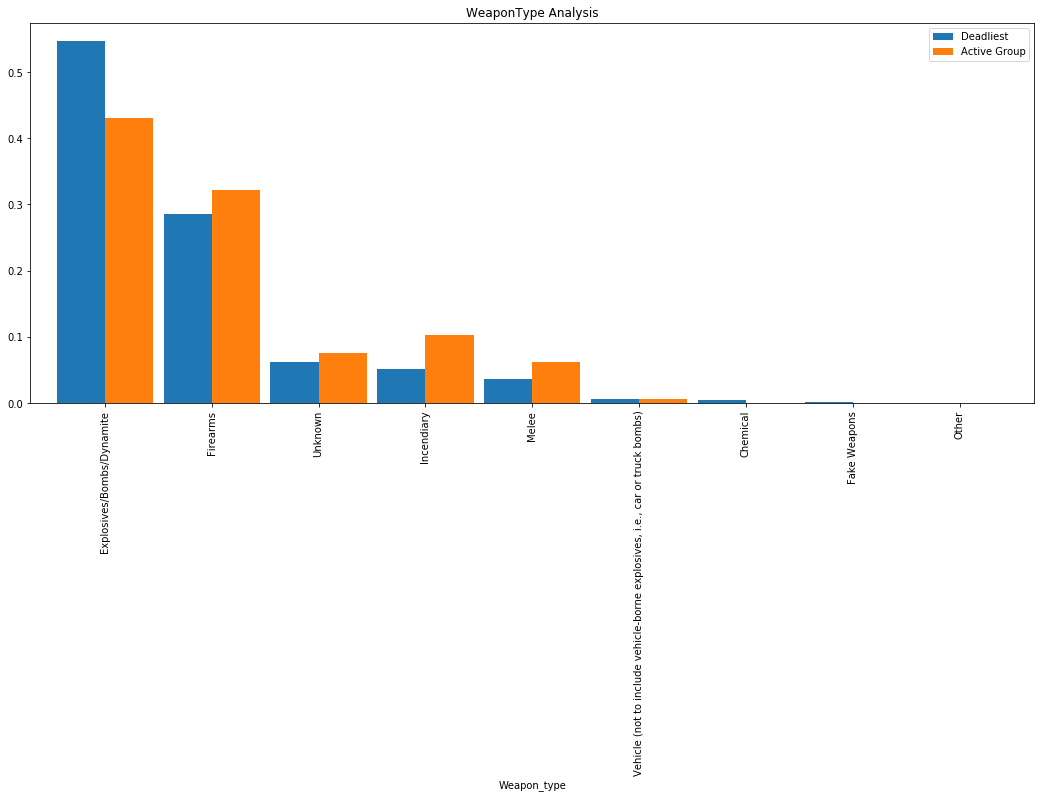 WeaponType Analysis
Deadliest
Active Group
0.5
0.4
0.3
0.2
0.1
0.0
Explosives/Bombs/Dynamite
Firearms
Unknown
Incendiary
Melee
Vehicle (not to include vehicle-borne explosives, i.e., car or truck bombs)
Chemical
Fake Weapons
Other
Weapon_type